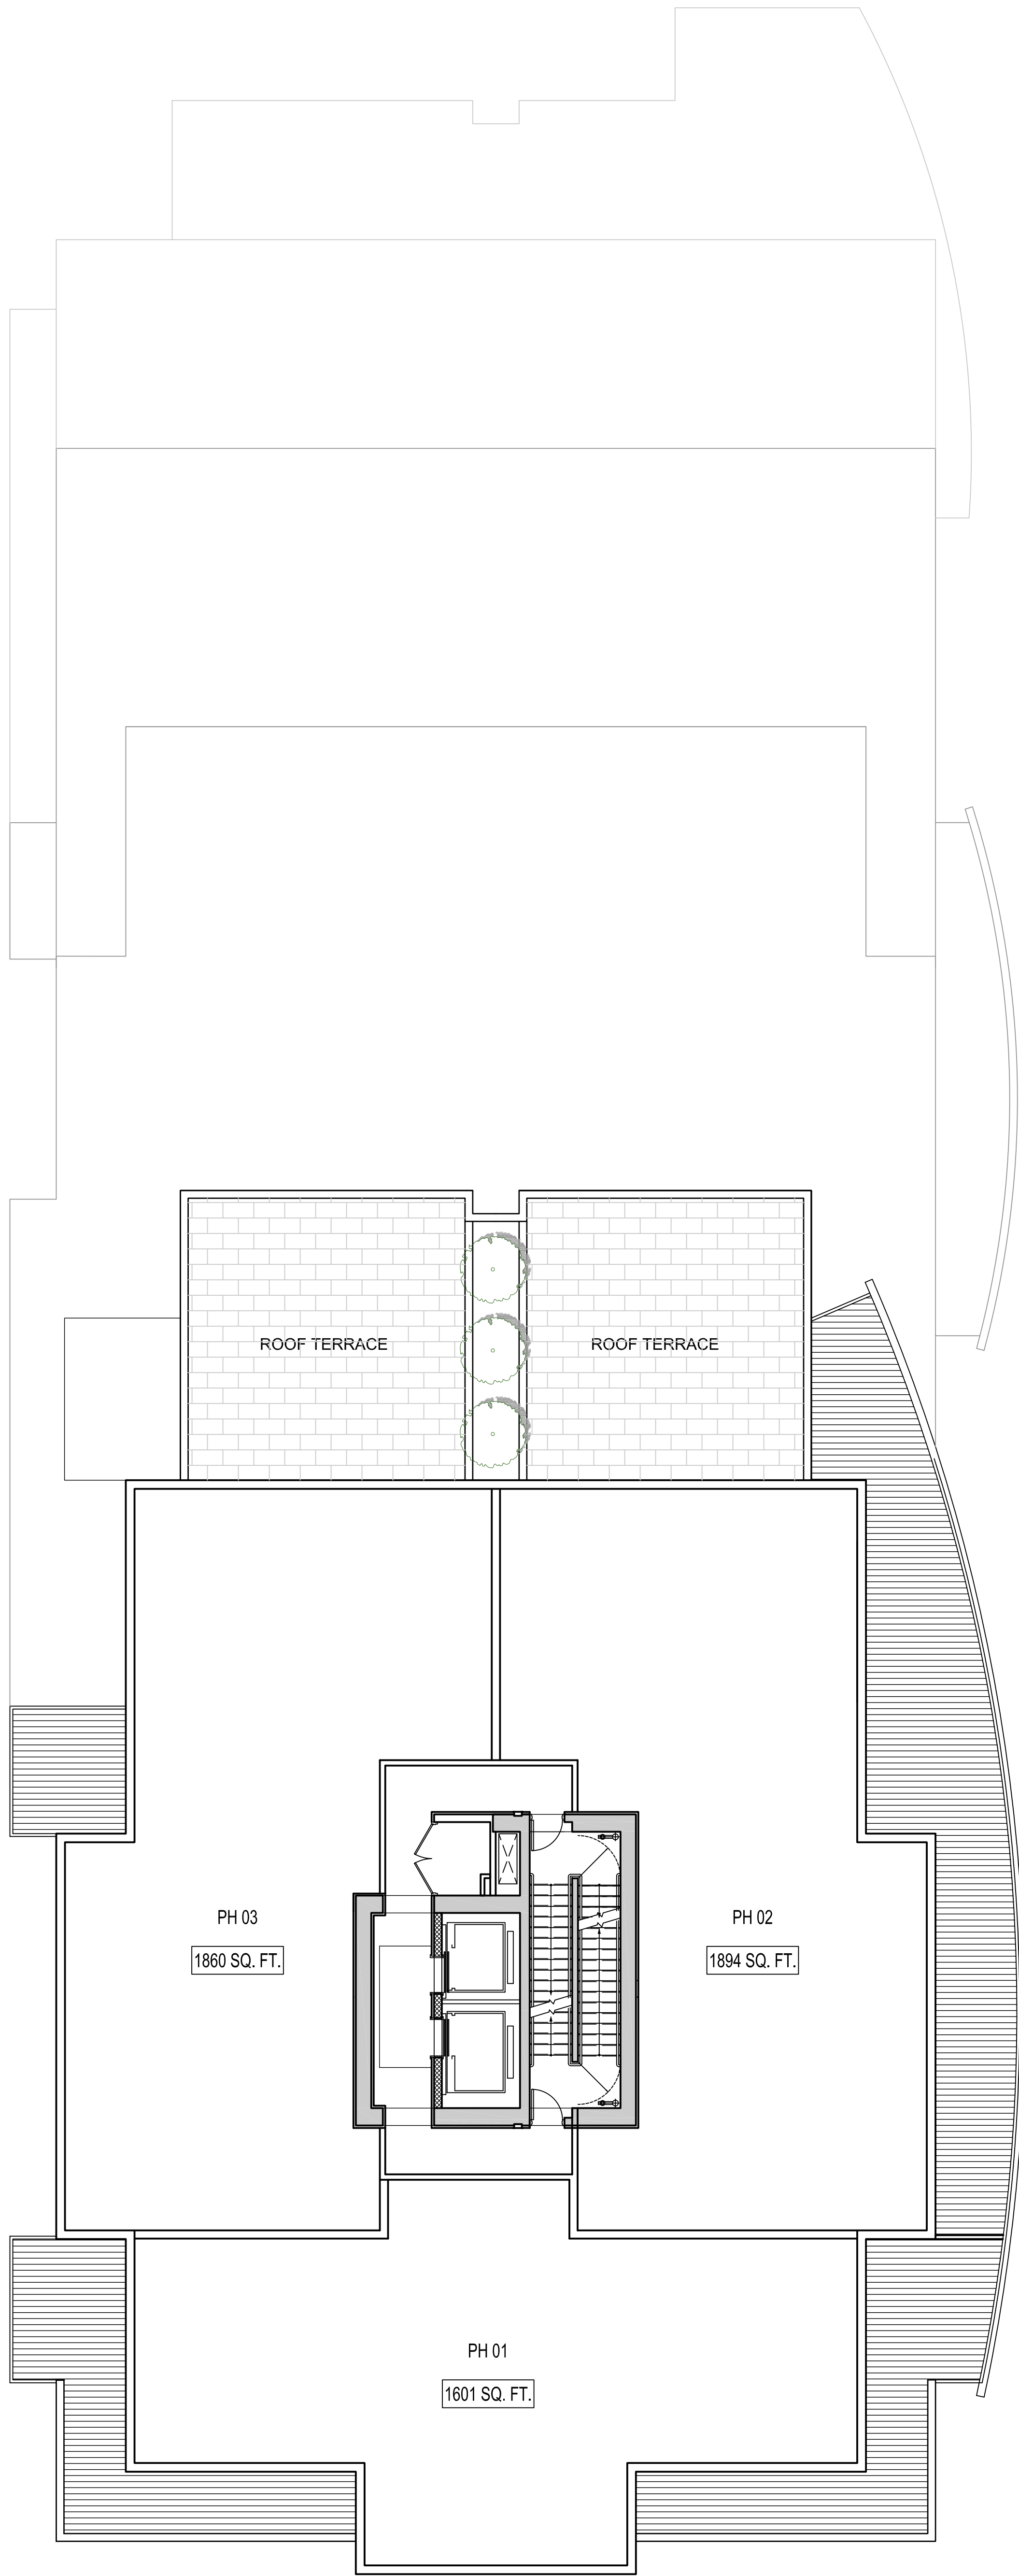 ROOF TERRACE
ROOF TERRACE
PH 03
1860 SQ. FT.
PH 02
1894 SQ. FT.
PH 01
1601 SQ. FT.